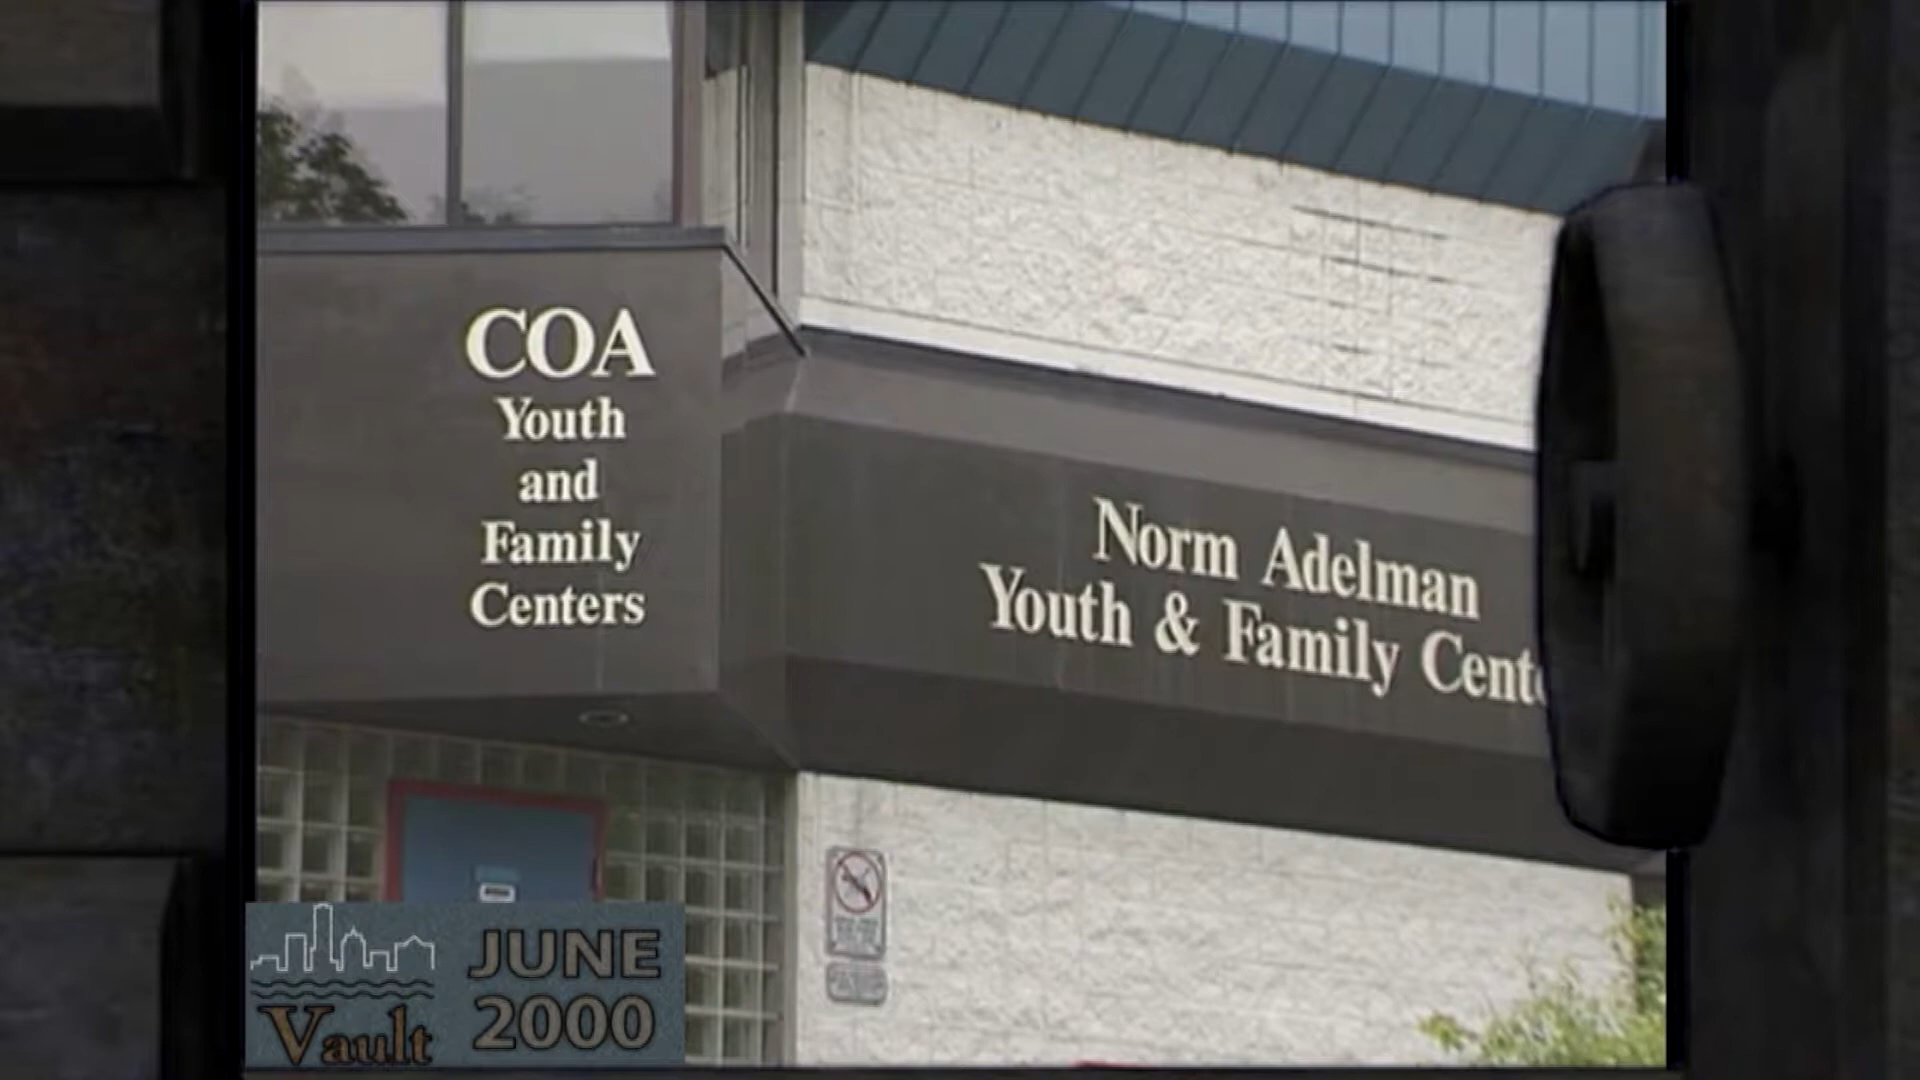 COA
Youth
and
Family
Centers
Norm Adelman
Youth & Family Cente
JUNE
2000
Vault